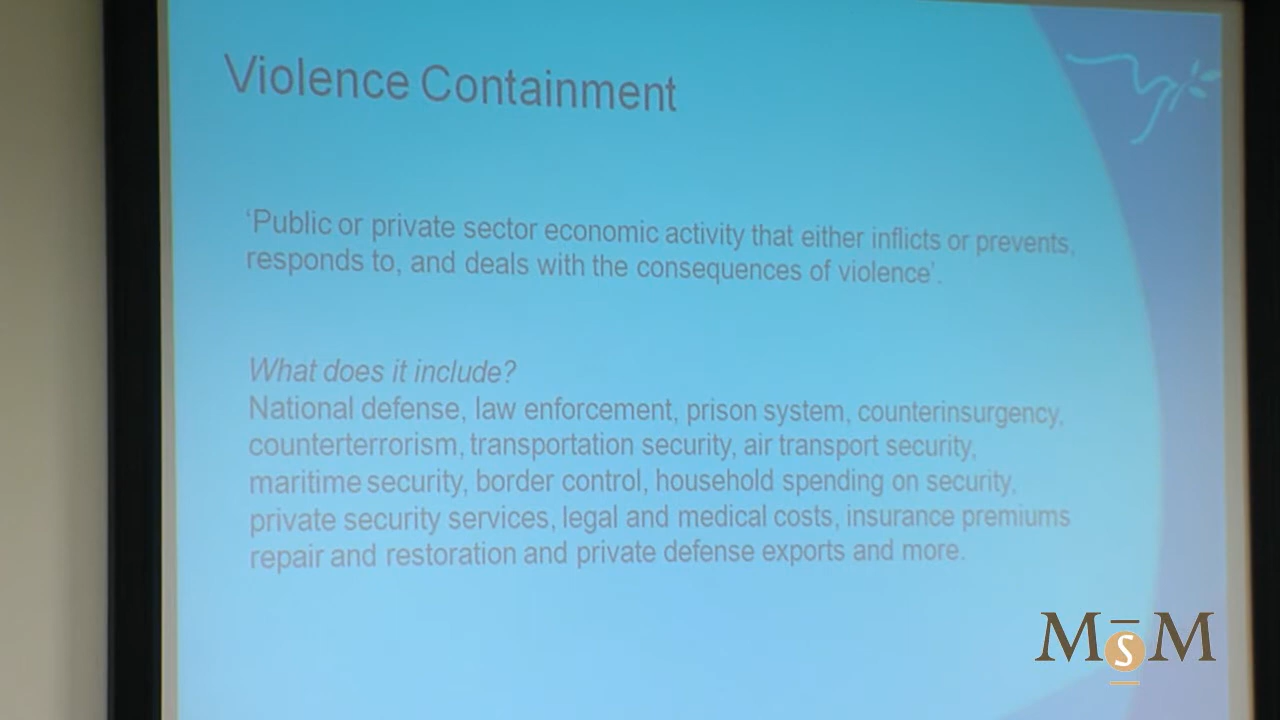 Violence Containment
‘Public or private sector economic activity that either inflicts or prevents,
responds to, and deals with the consequences of violence’.
What does it include?
National defense, law enforcement, prison system, counterinsurgency,
counterterrorism, transportation security, air transport security,
maritime security, border control, household spending on security,
private security services, legal and medical costs, insurance premiums
repair and restoration and private defense exports and more.
MSM